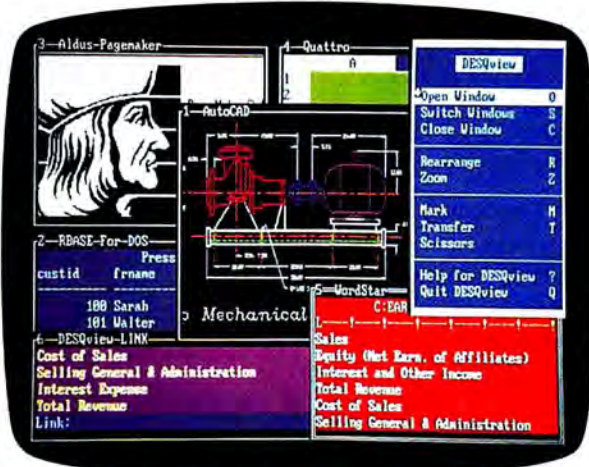 3-Aldus-Pagemaker
4-Quattro
A
1
2
DESQview
Open Window O
Switch Windows S
Close Window C
Rearrange R
Zoom Z
Mark M
Transfer T
Scissors
Help for DESQview ?
Quit DESQview Q
1-AutoCAD
Mechanical
2-RBASE-For-DOS
Press
custid frname
100 Sarah
101 Walter
5-WordStar
C:EAR
Sales
Equity (Net Earn. of Affiliates)
Interest and Other Income
Total Revenue
Cost of Sales
Selling General & Administration
6-DESQview-LINK
Cost of Sales
Selling General & Administration
Interest Expense
Total Revenue
Link: